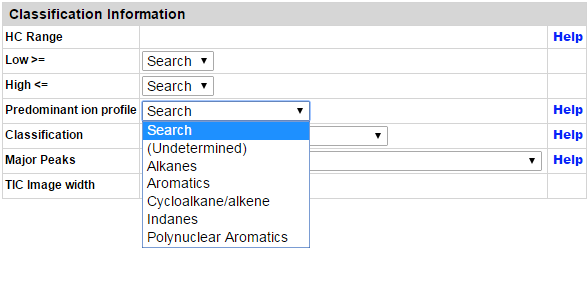 Classification Information
HC Range Help
Low >= Search
High <= Search
Predominant ion profile Search Help
Search
(Undetermined)
Classification Help
Alkanes
Major Peaks Help
Aromatics
TIC Image width
Cycloalkane/alkene
Indanes
Polynuclear Aromatics